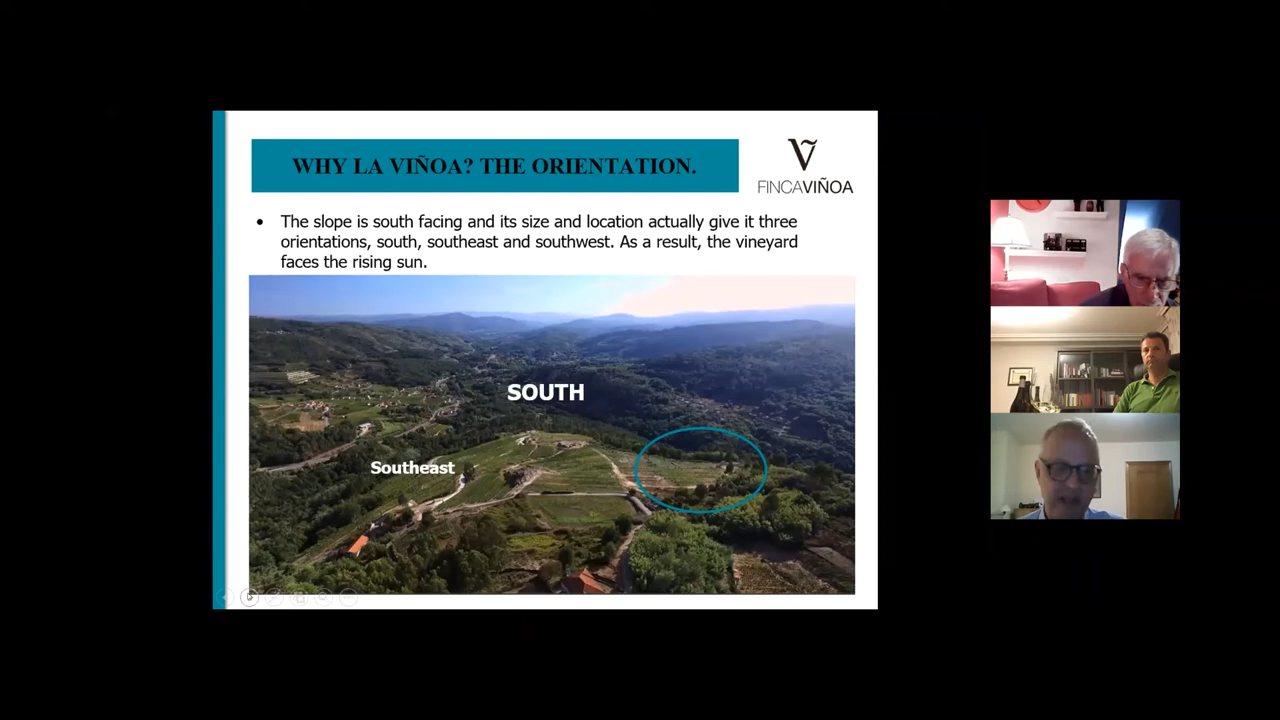 WHY LA VIÑOA? THE ORIENTATION.
Ṽ
FINCAVIÑOA
• The slope is south facing and its size and location actually give it three
orientations, south, southeast and southwest. As a result, the vineyard
faces the rising sun.
SOUTH
Southeast